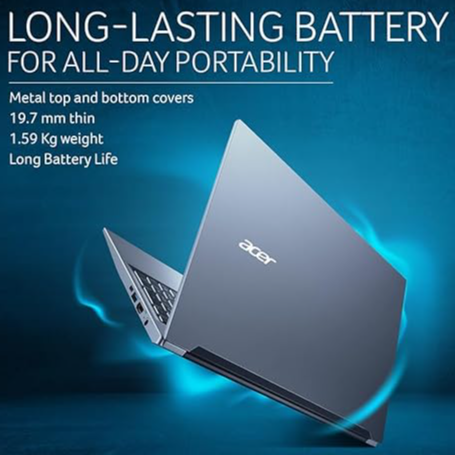 LONG-LASTING BATTERY
FOR ALL-DAY PORTABILITY
Metal top and bottom covers
19.7 mm thin
1.59 Kg weight
Long Battery Life
acer